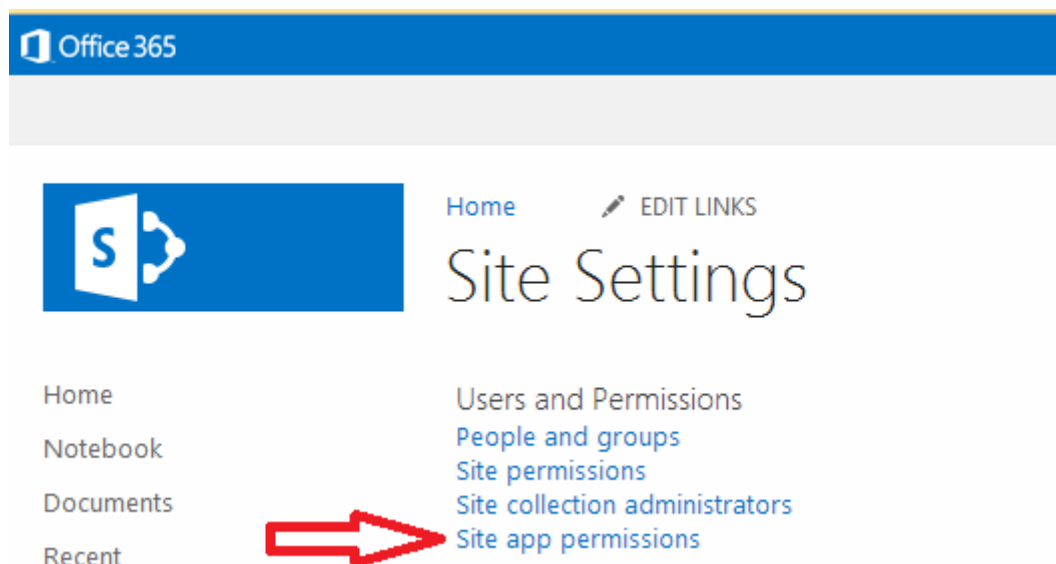 Office 365
S
Home EDIT LINKS
Site Settings
Home
Notebook
Documents
Recent
Users and Permissions
People and groups
Site permissions
Site collection administrators
Site app permissions